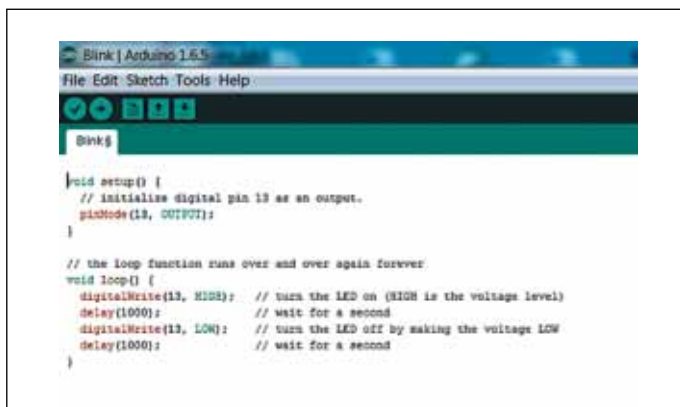 Blink | Arduino 1.6.5
File Edit Sketch Tools Help
Blink§
void setup() {
  // initialize digital pin 13 as an output.
  pinMode(13, OUTPUT);
}
// the loop function runs over and over again forever
void loop() {
  digitalWrite(13, HIGH);   // turn the LED on (HIGH is the voltage level)
  delay(1000);              // wait for a second
  digitalWrite(13, LOW);    // turn the LED off by making the voltage LOW
  delay(1000);              // wait for a second
}